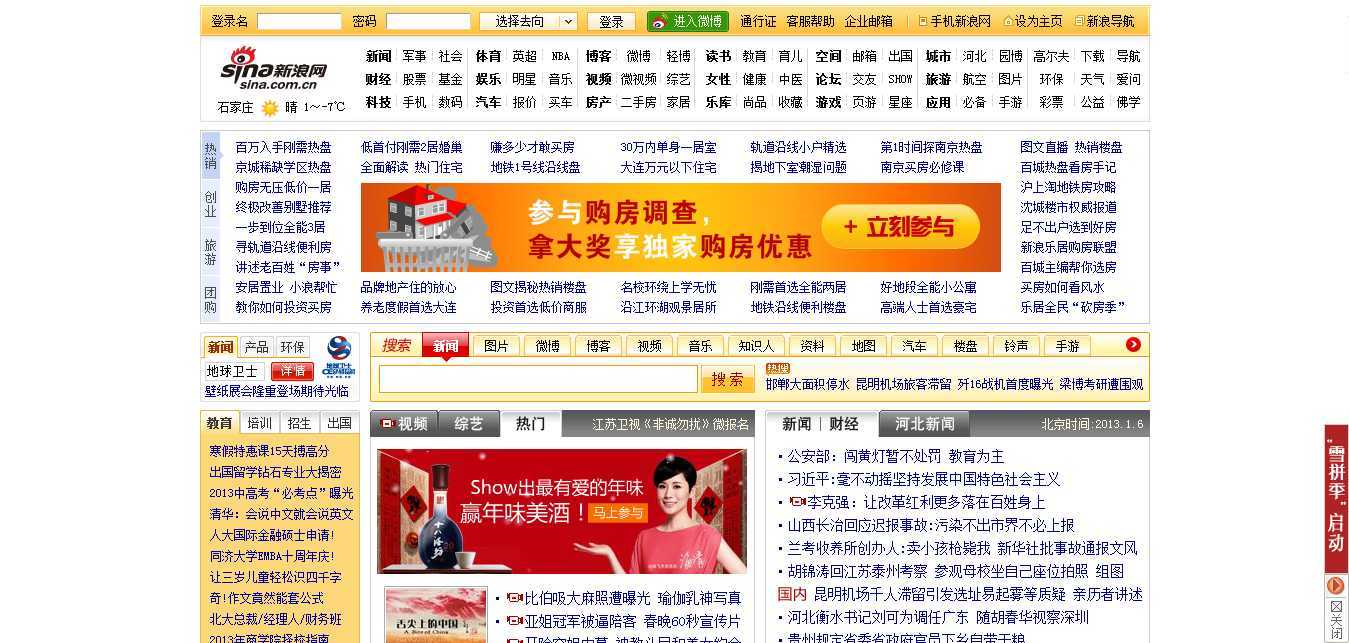 登录名 密码 选择去向 登录 进入微博 通行证 客服帮助 企业邮箱 手机新浪网 设为主页 新浪导航
sina新浪网
sina.com.cn
石家庄 晴 1～-7℃
新闻 军事 社会 体育 英超 NBA 博客 微博 轻博 读书 教育 育儿 空间 邮箱 出国 城市 河北 园博 高尔夫 下载 导航
财经 股票 基金 娱乐 明星 音乐 视频 微视频 综艺 女性 健康 中医 论坛 交友 SHOW 旅游 航空 图片 环保 天气 爱问
科技 手机 数码 汽车 报价 买车 房产 二手房 家居 乐库 尚品 收藏 游戏 页游 星座 应用 必备 手游 彩票 公益 佛学
热销
创业
旅游
团购
百万入手刚需热盘 低首付刚需2居婚巢 赚多少才敢买房 30万内单身一居室 轨道沿线小户精选 第1时间探南京热盘 图文直播 热销楼盘
京城稀缺学区热盘 全面解读 热门住宅 地铁1号线沿线盘 大连万元以下住宅 揭地下室潮湿问题 南京买房必修课 百城热盘看房手记
购房无压低价一居 沪上淘地铁房攻略
终极改善别墅推荐 沈城楼市权威报道
一步到位全能3居 足不出户选到好房
寻轨道沿线便利房 新浪乐居购房联盟
讲述老百姓“房事” 百城主编帮你选房
参与购房调查，
拿大奖享独家购房优惠
+ 立刻参与
安居置业 小浪帮忙 品牌地产住的放心 图文揭秘热销楼盘 名校环绕上学无忧 刚需首选全能两居 好地段全能小公寓 买房如何看风水
教你如何投资买房 养老度假首选大连 投资首选低价商服 沿江环湖观景居所 地铁沿线便利楼盘 高端人士首选豪宅 乐居全民“砍房季”
新闻 产品 环保
地球卫士 详情
壁纸展会隆重登场期待光临
搜索 新闻 图片 微博 博客 视频 音乐 知识人 资料 地图 汽车 楼盘 铃声 手游
搜索
热搜
邯郸大面积停水 昆明机场旅客滞留 歼16战机首度曝光 梁博考研遭围观
教育 培训 招生 出国
寒假特惠课15天搏高分
出国留学钻石专业大揭密
2013中高考“必考点”曝光
清华：会说中文就会说英文
人大国际金融硕士申请!
同济大学EMBA十周年庆!
让三岁儿童轻松识四千字
奇!作文竟然能套公式
北大总裁/经理人/财务班
2013年商学院择校指南
视频 综艺 热门 江苏卫视《非诚勿扰》微报名
Show出最有爱的年味
赢年味美酒！马上参与
舌尖上的中国
A Bite of China
比伯吸大麻照遭曝光 瑜伽乳神写真
亚姐冠军被逼陪客 春晚60秒宣传片
新闻 财经 河北新闻 北京时间:2013.1.6
公安部：闯黄灯暂不处罚 教育为主
习近平:毫不动摇坚持发展中国特色社会主义
李克强：让改革红利更多落在百姓身上
山西长治回应迟报事故:污染不出市界不必上报
兰考收养所创办人:卖小孩枪毙我 新华社批事故通报文风
胡锦涛回江苏泰州考察 参观母校坐自己座位拍照 组图
国内 昆明机场千人滞留引发选址易起雾等质疑 亲历者讲述
河北衡水书记刘可为调任广东 随胡春华视察深圳
贵州规定省委省政府官员下乡自带干粮
“雪拼季”启动
关闭